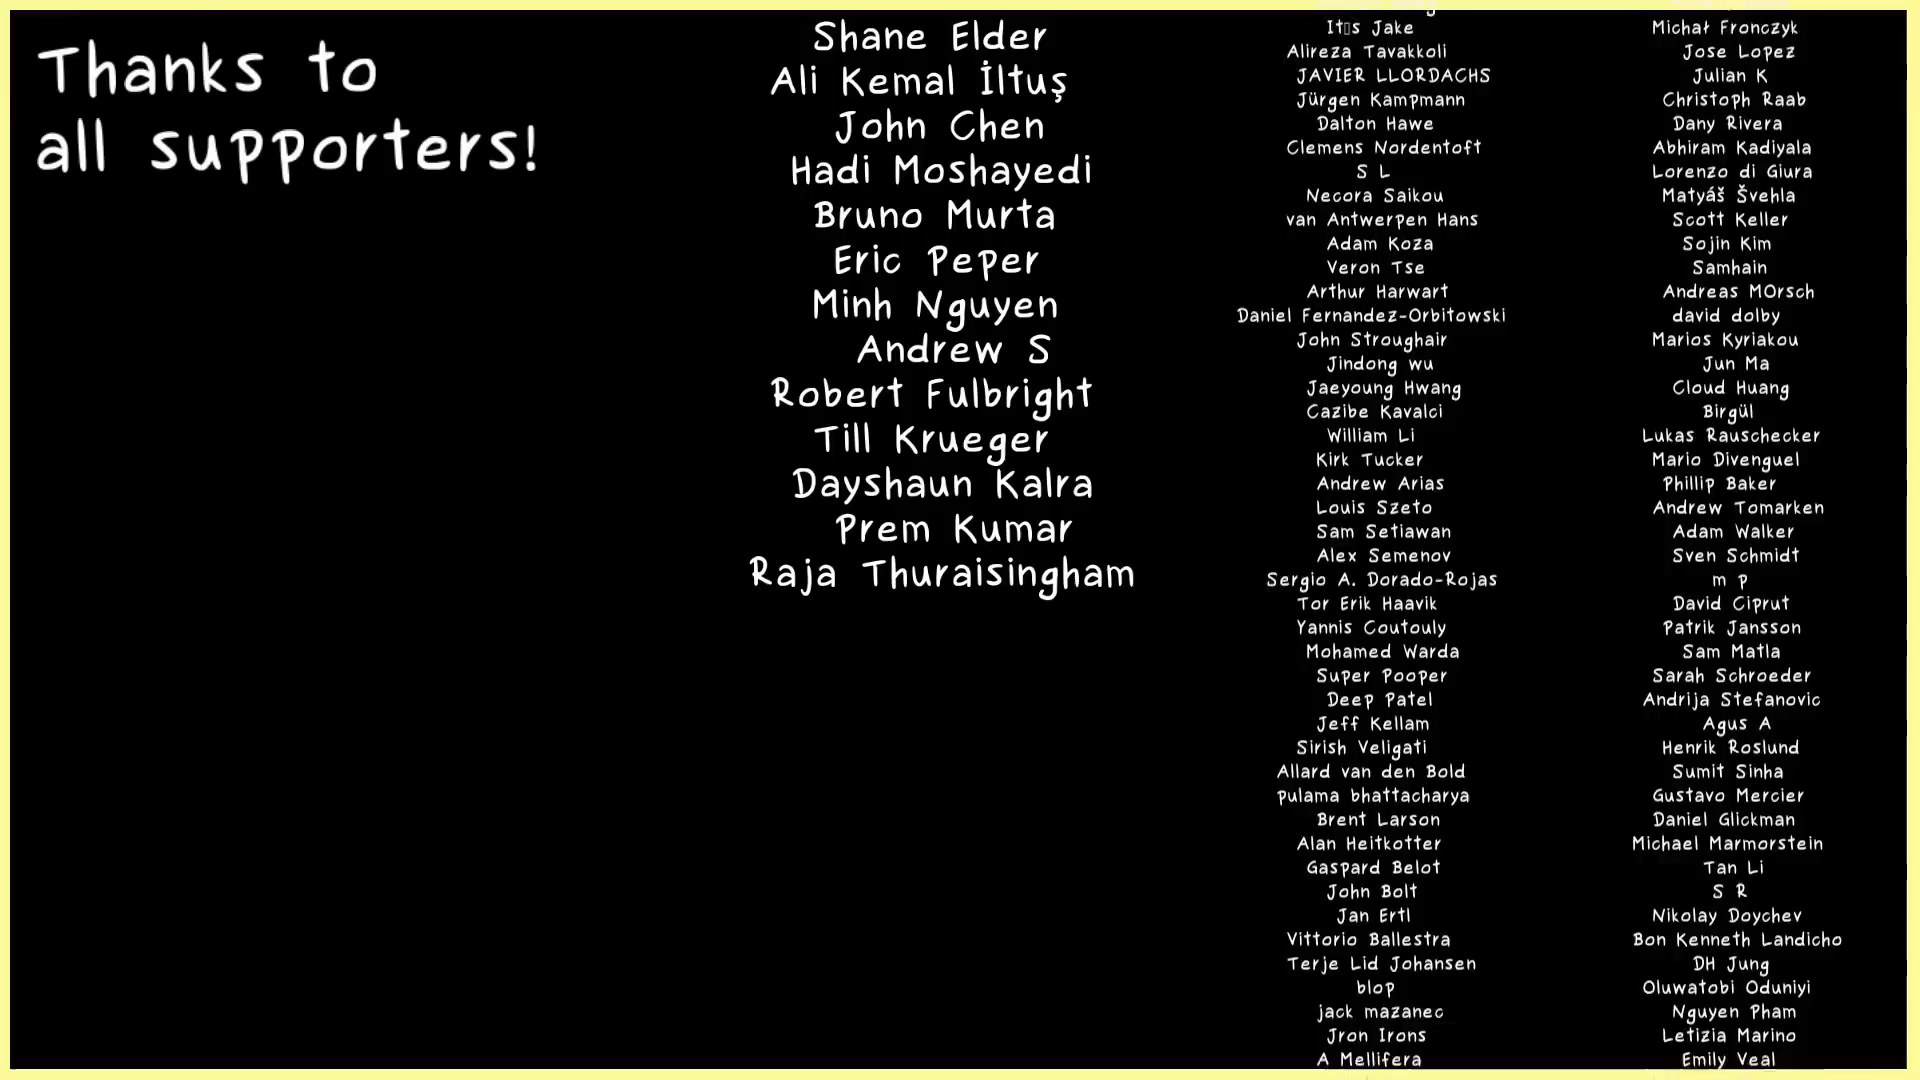 Thanks to
all supporters!
Shane Elder
Ali Kemal İltuş
John Chen
Hadi Moshayedi
Bruno Murta
Eric Peper
Minh Nguyen
Andrew S
Robert Fulbright
Till Krueger
Dayshaun Kalra
Prem Kumar
Raja Thuraisingham
It▯s Jake
Alireza Tavakkoli
JAVIER LLORDACHS
Jürgen Kampmann
Dalton Hawe
Clemens Nordentoft
S L
Necora Saikou
van Antwerpen Hans
Adam Koza
Veron Tse
Arthur Harwart
Daniel Fernandez-Orbitowski
John Stroughair
Jindong wu
Jaeyoung Hwang
Cazibe Kavalci
William Li
Kirk Tucker
Andrew Arias
Louis Szeto
Sam Setiawan
Alex Semenov
Sergio A. Dorado-Rojas
Tor Erik Haavik
Yannis Coutouly
Mohamed Warda
Super Pooper
Deep Patel
Jeff Kellam
Sirish Veligati
Allard van den Bold
pulama bhattacharya
Brent Larson
Alan Heitkotter
Gaspard Belot
John Bolt
Jan Ertl
Vittorio Ballestra
Terje Lid Johansen
blop
jack mazanec
Jron Irons
A Mellifera
Michał Fronczyk
Jose Lopez
Julian K
Christoph Raab
Dany Rivera
Abhiram Kadiyala
Lorenzo di Giura
Matyáš Švehla
Scott Keller
Sojin Kim
Samhain
Andreas MOrsch
david dolby
Marios Kyriakou
Jun Ma
Cloud Huang
Birgül
Lukas Rauschecker
Mario Divenguel
Phillip Baker
Andrew Tomarken
Adam Walker
Sven Schmidt
m p
David Ciprut
Patrik Jansson
Sam Matla
Sarah Schroeder
Andrija Stefanovic
Agus A
Henrik Roslund
Sumit Sinha
Gustavo Mercier
Daniel Glickman
Michael Marmorstein
Tan Li
S R
Nikolay Doychev
Bon Kenneth Landicho
DH Jung
Oluwatobi Oduniyi
Nguyen Pham
Letizia Marino
Emily Veal